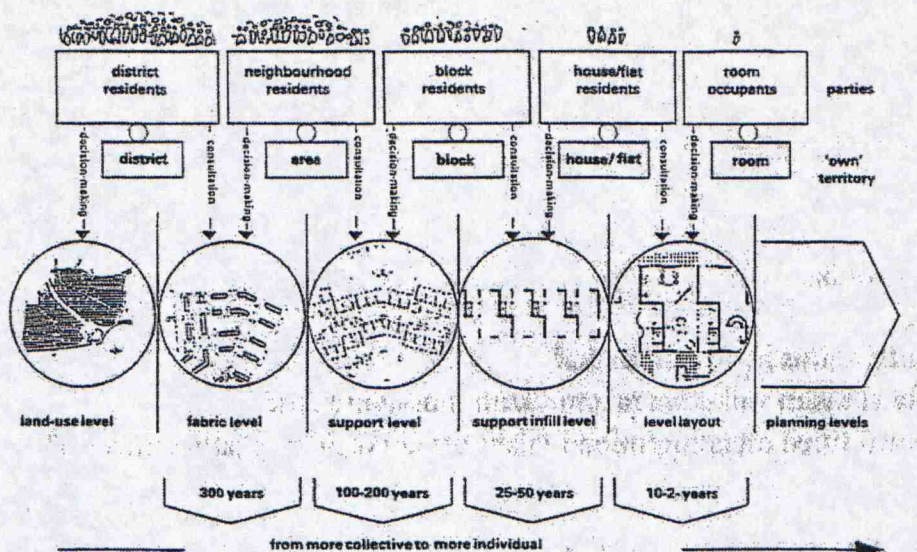 district
residents
neighbourhood
residents
block
residents
house/flat
residents
room
occupants
parties
district
area
block
house/flat
room
'own'
territory
decision-making
consultation
decision-making
consultation
decision-making
consultation
decision-making
consultation
decision-making
land-use level
fabric level
support level
support infill level
level layout
planning levels
300 years
100-200 years
25-50 years
10-2-years
from more collective to more individual